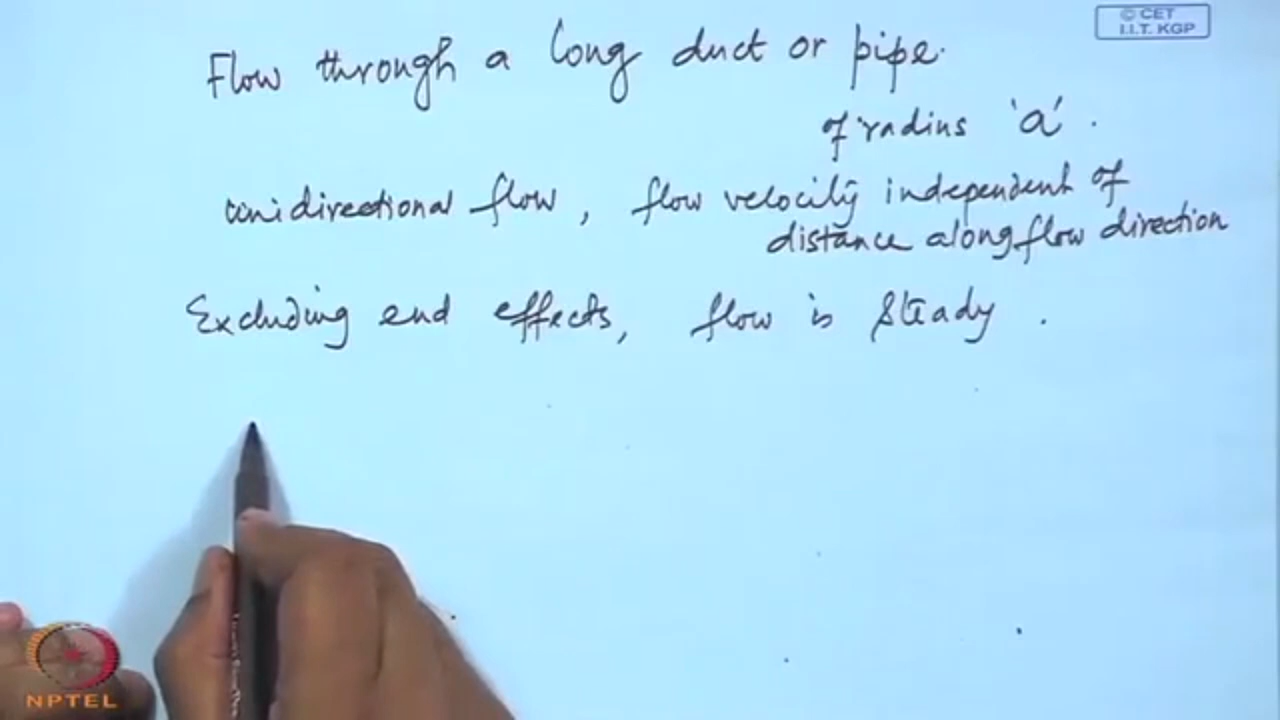 © CET
I.I.T. KGP
Flow through a long duct or pipe.
of radius 'a'.
unidirectional flow, flow velocity independent of
distance along flow direction
Excluding end effects, flow is steady.
NPTEL